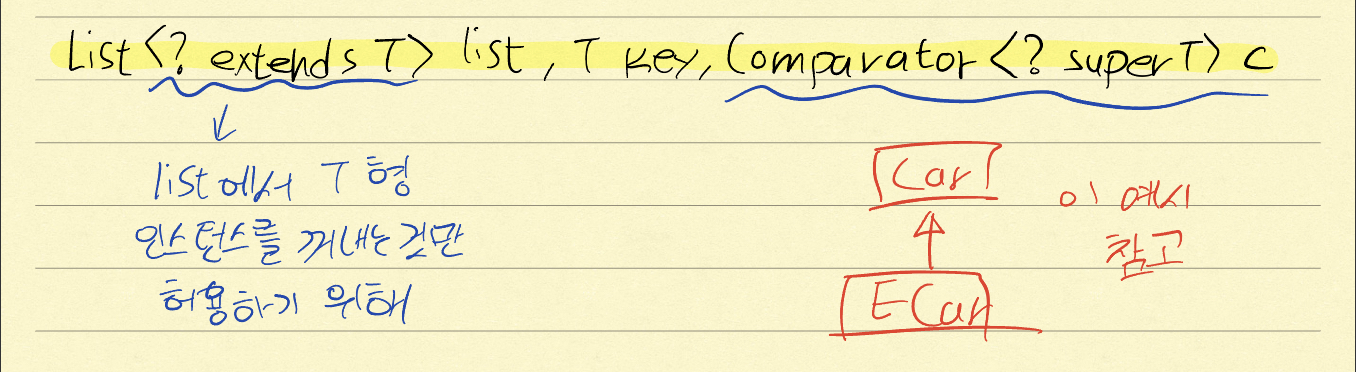 List <? extends T> list, T key, Comparator <? super T> c
list에서 T 형
인스턴스를 꺼내는것만
허용하기 위해
Car
ECar
이 예시
참고